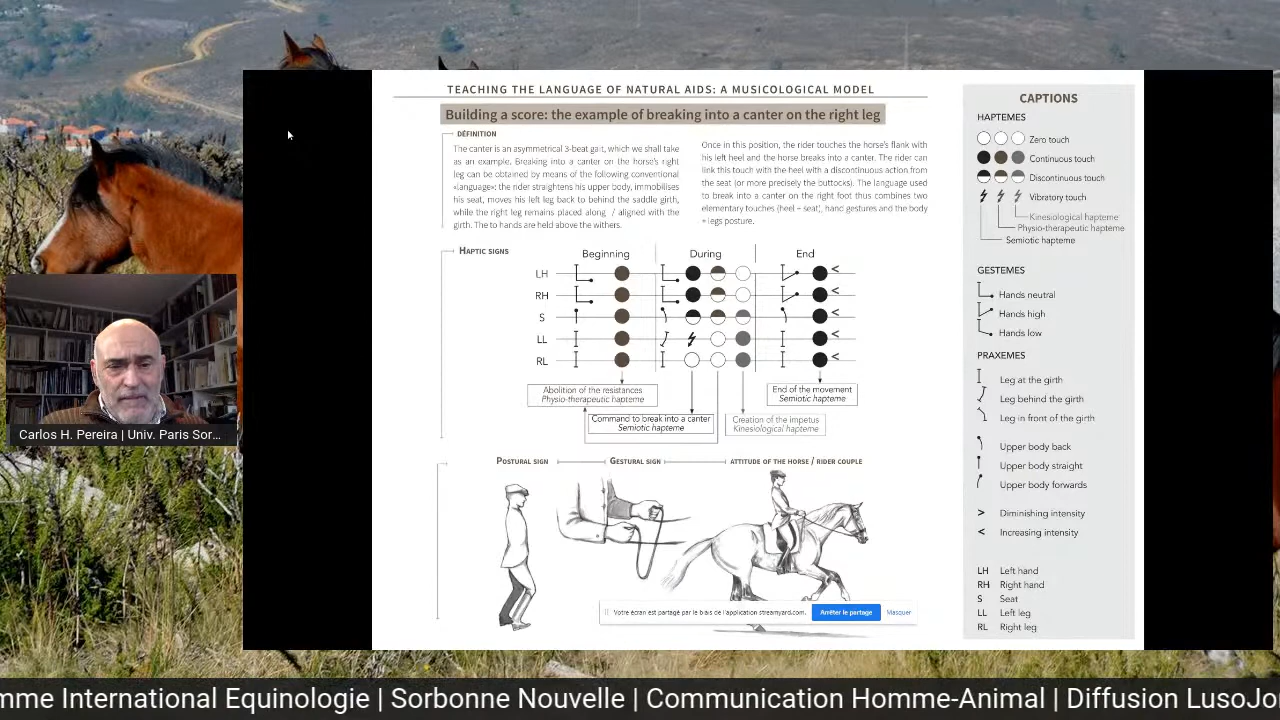 TEACHING THE LANGUAGE OF NATURAL AIDS: A MUSICOLOGICAL MODEL
Building a score: the example of breaking into a canter on the right leg
DÉFINITION
The canter is an asymmetrical 3-beat gait, which we shall take
as an example. Breaking into a canter on the horse's right
leg can be obtained by means of the following conventional
«language»: the rider straightens his upper body, immobilises
his seat, moves his left leg back to behind the saddle girth,
while the right leg remains placed along / aligned with the
girth. The to hands are held above the withers.
Once in this position, the rider touches the horse's flank with
his left heel and the horse breaks into a canter. The rider can
link this touch with the heel with a discontinuous action from
the seat (or more precisely the buttocks). The language used
to break into a canter on the right foot thus combines two
elementary touches (heel – seat), hand gestures and the body
+ legs posture.
HAPTIC SIGNS
Beginning During End
LH <
RH <
S <
LL <
RL <
Abolition of the resistances
Physio-therapeutic hapteme
End of the movement
Semiotic hapteme
Command to break into a canter
Semiotic hapteme
Creation of the impetus
Kinesiological hapteme
POSTURAL SIGN GESTURAL SIGN ATTITUDE OF THE HORSE / RIDER COUPLE
Votre écran est partagé par le biais de l'application streamyard.com. Arrêter le partage Masquer
CAPTIONS
HAPTEMES
Zero touch
Continuous touch
Discontinuous touch
Vibratory touch
Kinesiological hapteme
Physio-therapeutic hapteme
Semiotic hapteme
GESTEMES
Hands neutral
Hands high
Hands low
PRAXEMES
Leg at the girth
Leg behind the girth
Leg in front of the girth
Upper body back
Upper body straight
Upper body forwards
> Diminishing intensity
< Increasing intensity
LH Left hand
RH Right hand
S Seat
LL Left leg
RL Right leg
Carlos H. Pereira | Univ. Paris Sor...
mme International Equinologie | Sorbonne Nouvelle | Communication Homme-Animal | Diffusion LusoJo